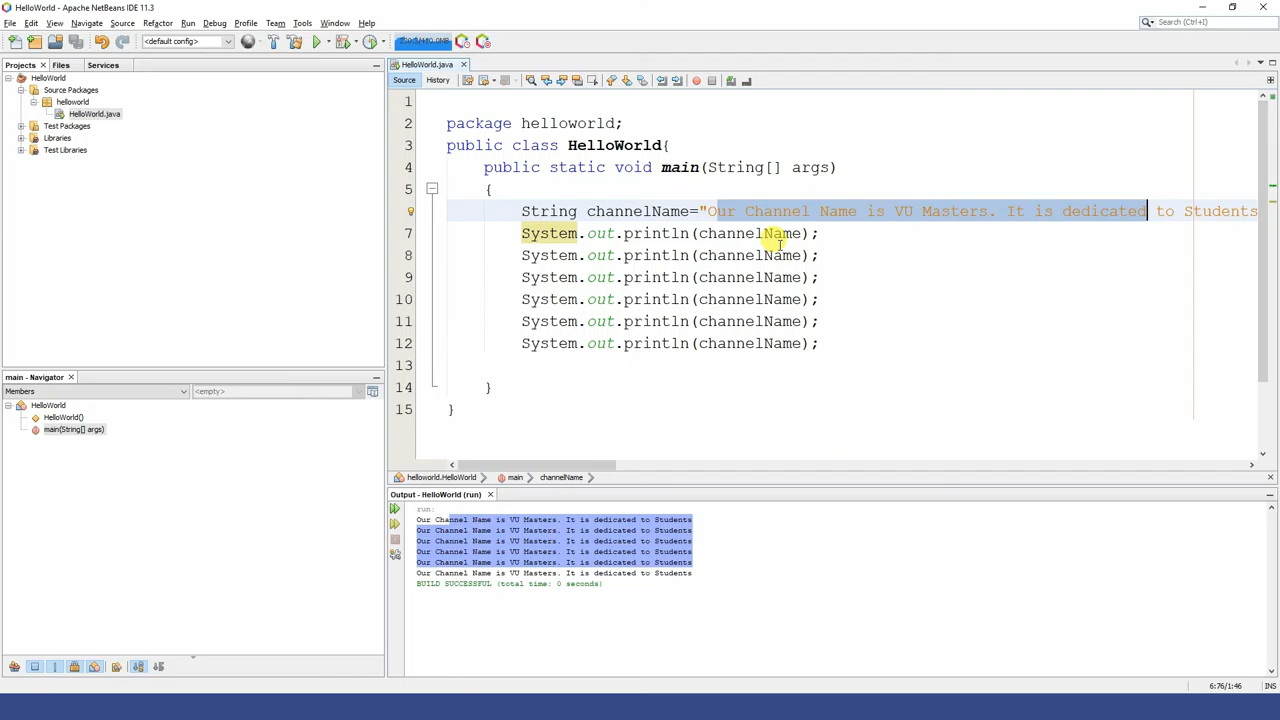 HelloWorld - Apache NetBeans IDE 11.3
File Edit View Navigate Source Refactor Run Debug Profile Team Tools Window Help
Search (Ctrl+I)
<default config>
Projects Files Services
HelloWorld
Source Packages
helloworld
HelloWorld.java
Test Packages
Libraries
Test Libraries
main - Navigator
Members <empty>
HelloWorld
HelloWorld()
main(String[] args)
HelloWorld.java
Source History
1
2 package helloworld;
3 public class HelloWorld{
4 public static void main(String[] args)
5 {
String channelName="Our Channel Name is VU Masters. It is dedicated to Students
7 System.out.println(channelName);
8 System.out.println(channelName);
9 System.out.println(channelName);
10 System.out.println(channelName);
11 System.out.println(channelName);
12 System.out.println(channelName);
13
14 }
15 }
helloworld.HelloWorld main channelName
Output - HelloWorld (run)
run:
Our Channel Name is VU Masters. It is dedicated to Students
Our Channel Name is VU Masters. It is dedicated to Students
Our Channel Name is VU Masters. It is dedicated to Students
Our Channel Name is VU Masters. It is dedicated to Students
Our Channel Name is VU Masters. It is dedicated to Students
Our Channel Name is VU Masters. It is dedicated to Students
BUILD SUCCESSFUL (total time: 0 seconds)
6:76/1:46 INS